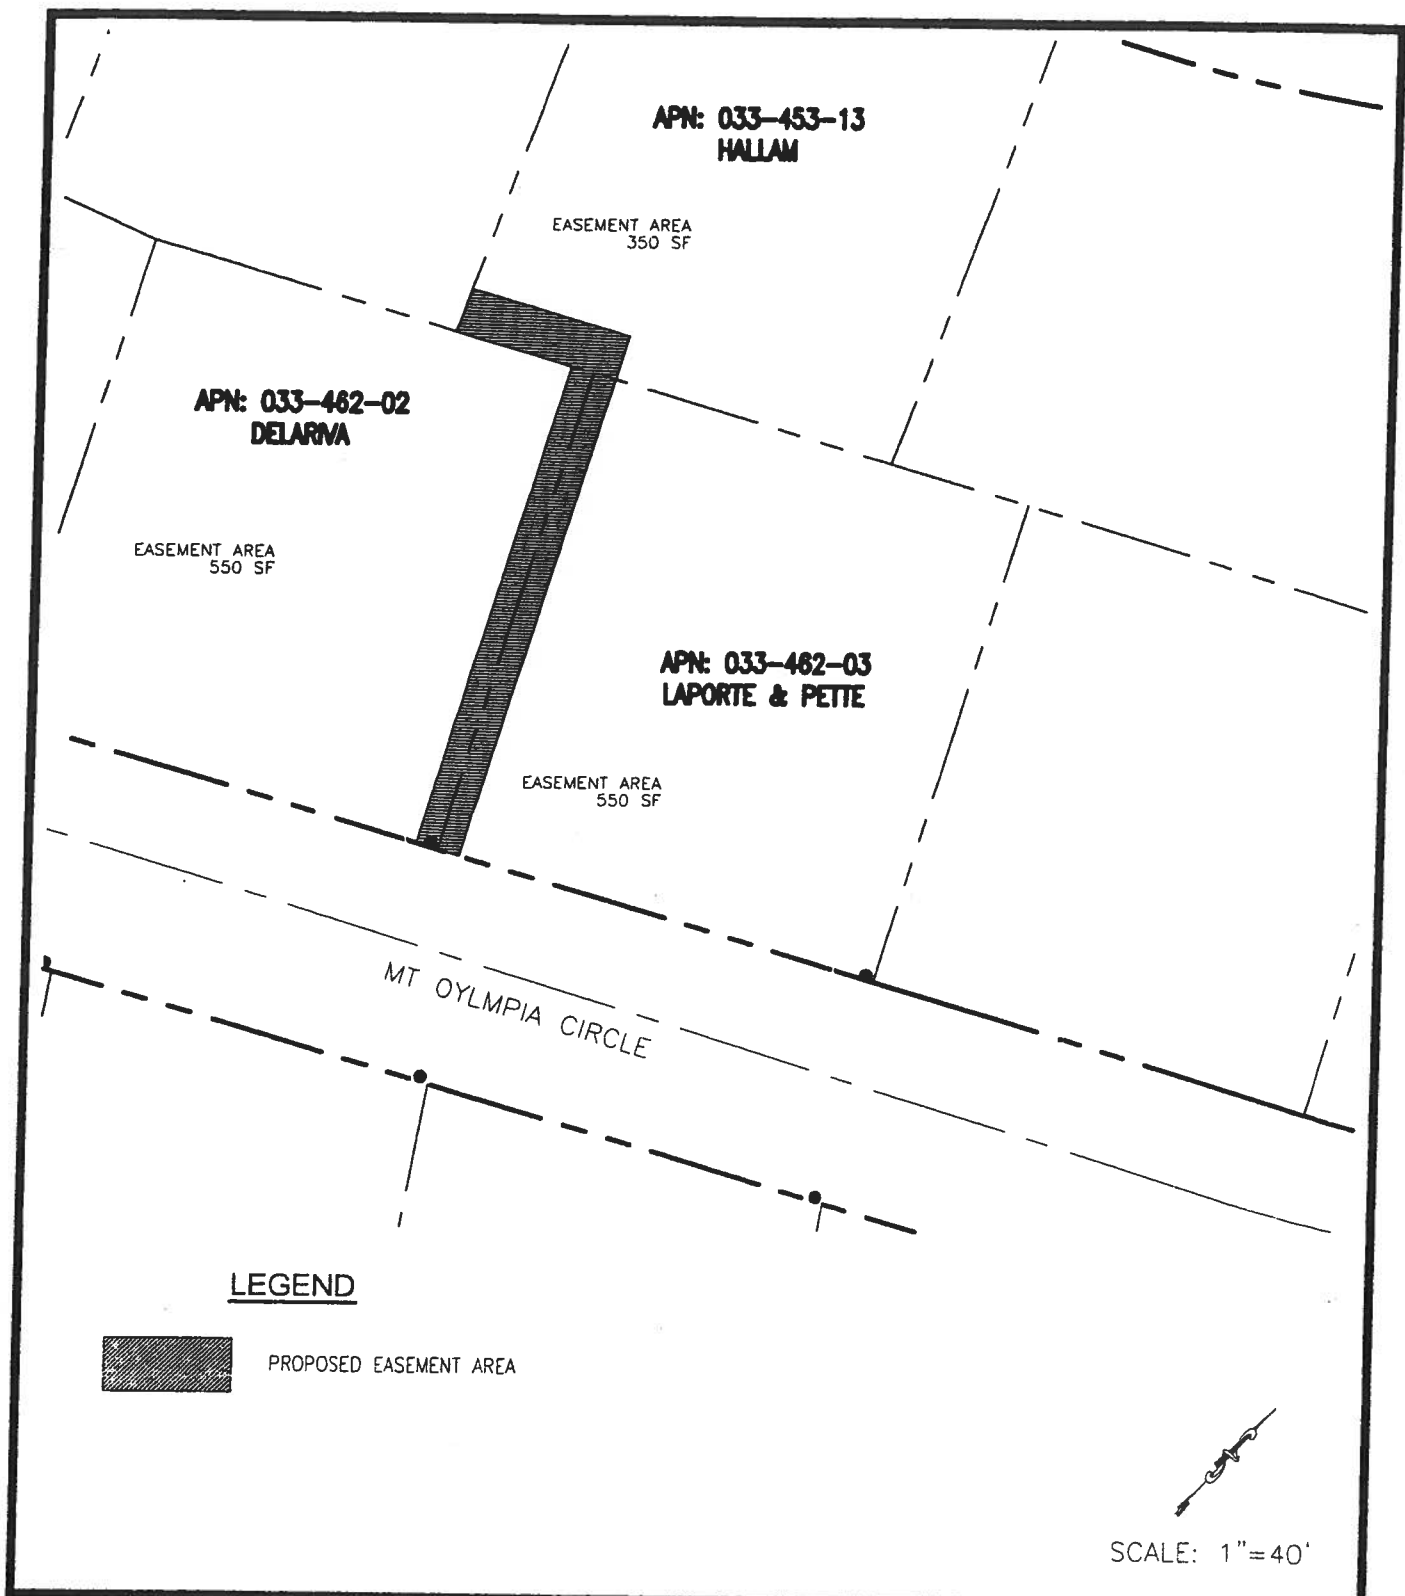 APN: 033-453-13
HALLAM
EASEMENT AREA
350 SF
APN: 033-462-02
DELARIVA
EASEMENT AREA
550 SF
APN: 033-462-03
LAPORTE & PETTE
EASEMENT AREA
550 SF
MT OYLMPIA CIRCLE
LEGEND
PROPOSED EASEMENT AREA
SCALE: 1"=40'